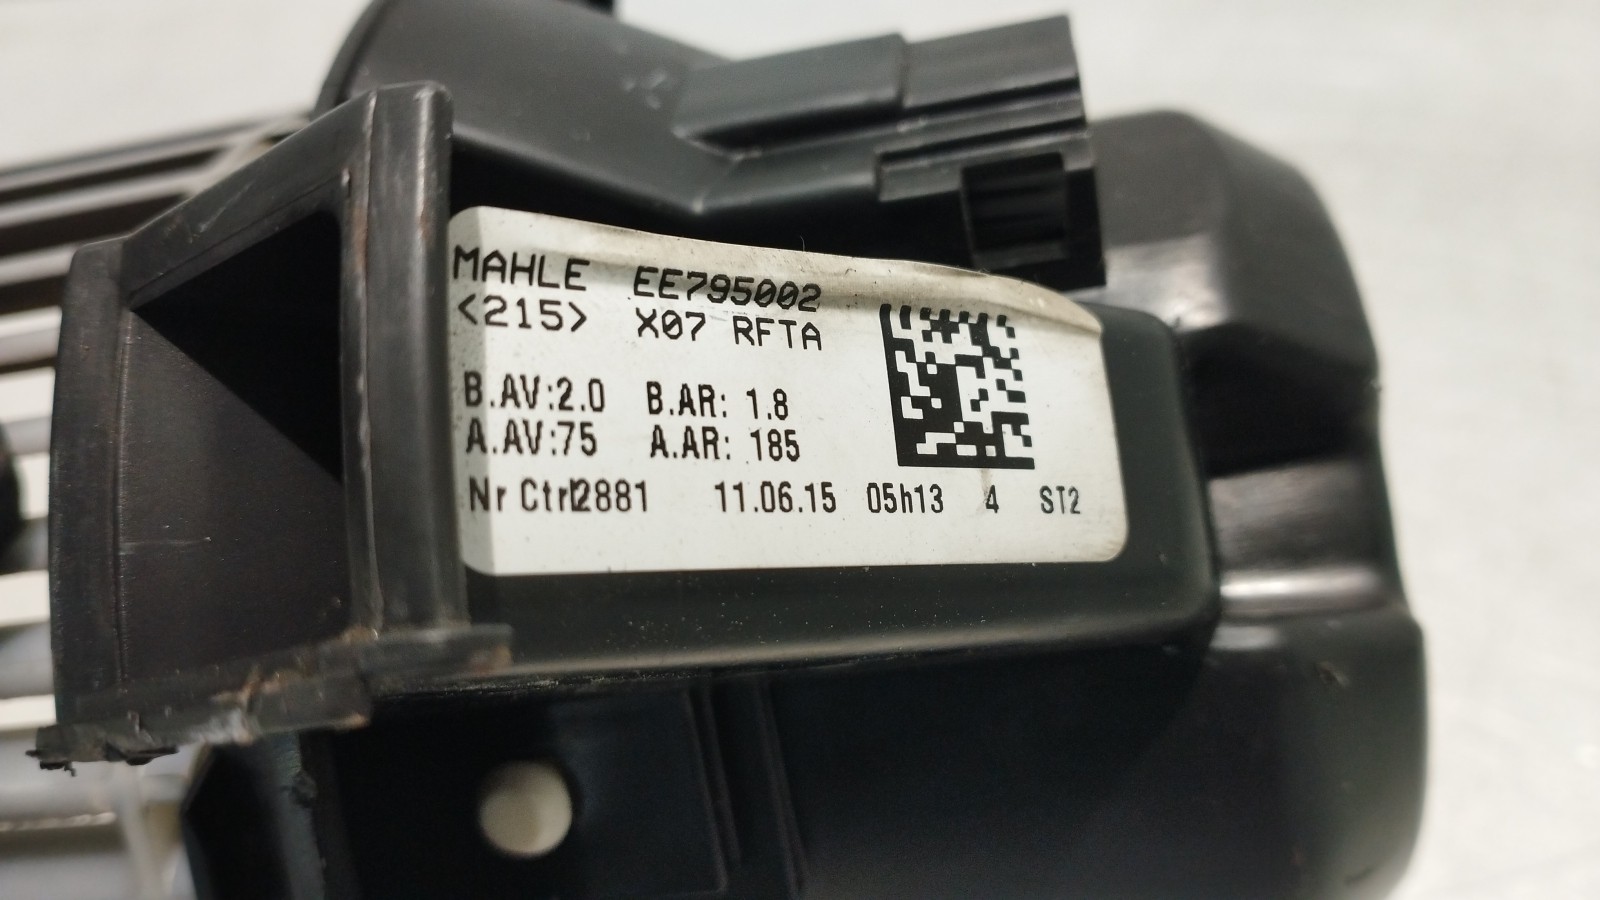 MAHLE EE795002
<215> X07 RFTA
B.AV:2.0 B.AR: 1.8
A.AV:75 A.AR: 185
Nr Ctrl2881 11.06.15 05h13 4 ST2